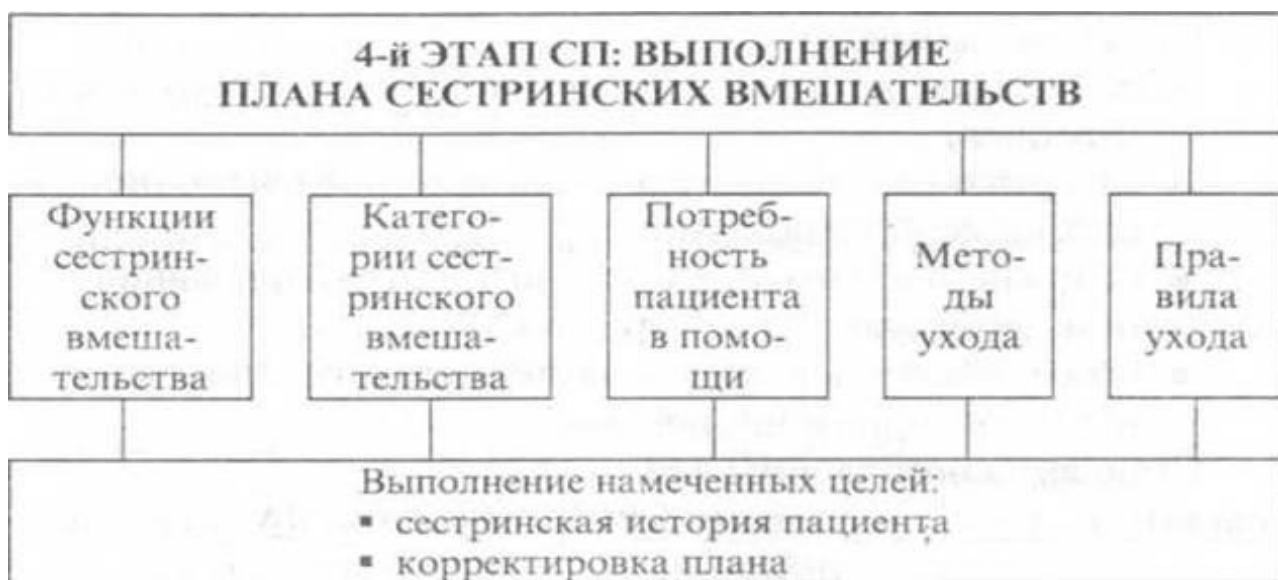 4-й ЭТАП СП: ВЫПОЛНЕНИЕ
ПЛАНА СЕСТРИНСКИХ ВМЕШАТЕЛЬСТВ
Функции
сестрин-
ского
вмеша-
тельства
Катего-
рии сест-
ринского
вмеша-
тельства
Потреб-
ность
пациента
в помо-
щи
Мето-
ды
ухода
Пра-
вила
ухода
Выполнение намеченных целей:
▪ сестринская история пациента
▪ корректировка плана